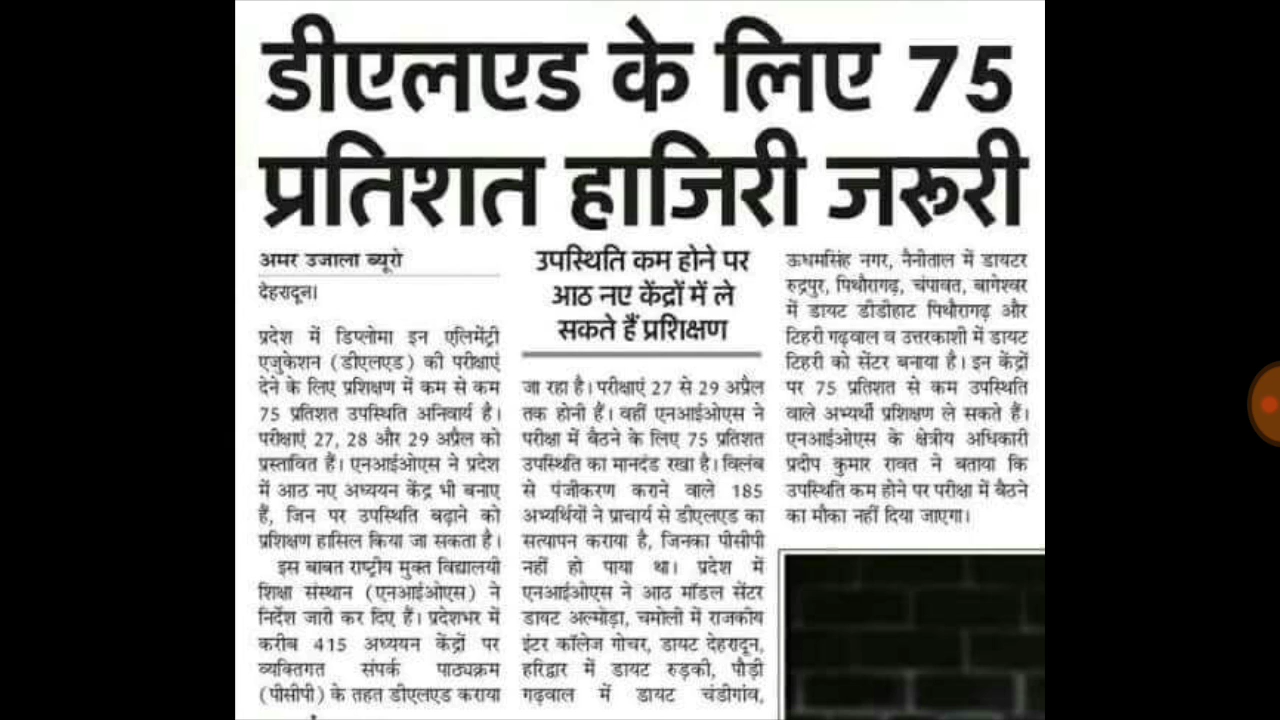 डीएलएड के लिए 75
प्रतिशत हाजिरी जरूरी
अमर उजाला ब्यूरो
देहरादून।
प्रदेश में डिप्लोमा इन एलिमेंट्री
एजुकेशन (डीएलएड) की परीक्षाएं
देने के लिए प्रशिक्षण में कम से कम
75 प्रतिशत उपस्थिति अनिवार्य है।
परीक्षाएं 27, 28 और 29 अप्रैल को
प्रस्तावित हैं। एनआईओएस ने प्रदेश
में आठ नए अध्ययन केंद्र भी बनाए
हैं, जिन पर उपस्थिति बढ़ाने को
प्रशिक्षण हासिल किया जा सकता है।
इस बाबत राष्ट्रीय मुक्त विद्यालयी
शिक्षा संस्थान (एनआईओएस) ने
निर्देश जारी कर दिए हैं। प्रदेशभर में
करीब 415 अध्ययन केंद्रों पर
व्यक्तिगत संपर्क पाठ्यक्रम
(पीसीपी) के तहत डीएलएड कराया
उपस्थिति कम होने पर
आठ नए केंद्रों में ले
सकते हैं प्रशिक्षण
जा रहा है। परीक्षाएं 27 से 29 अप्रैल
तक होनी हैं। वहीं एनआईओएस ने
परीक्षा में बैठने के लिए 75 प्रतिशत
उपस्थिति का मानदंड रखा है। विलंब
से पंजीकरण कराने वाले 185
अभ्यर्थियों ने प्राचार्य से डीएलएड का
सत्यापन कराया है, जिनका पीसीपी
नहीं हो पाया था। प्रदेश में
एनआईओएस ने आठ मॉडल सेंटर
डायट अल्मोड़ा, चमोली में राजकीय
इंटर कॉलेज गोचर, डायट देहरादून,
हरिद्वार में डायट रुड़की, पौड़ी
गढ़वाल में डायट चंडीगांव,
ऊधमसिंह नगर, नैनीताल में डायटर
रुद्रपुर, पिथौरागढ़, चंपावत, बागेश्वर
में डायट डीडीहाट पिथौरागढ़ और
टिहरी गढ़वाल व उत्तरकाशी में डायट
टिहरी को सेंटर बनाया है। इन केंद्रों
पर 75 प्रतिशत से कम उपस्थिति
वाले अभ्यर्थी प्रशिक्षण ले सकते हैं।
एनआईओएस के क्षेत्रीय अधिकारी
प्रदीप कुमार रावत ने बताया कि
उपस्थिति कम होने पर परीक्षा में बैठने
का मौका नहीं दिया जाएगा।